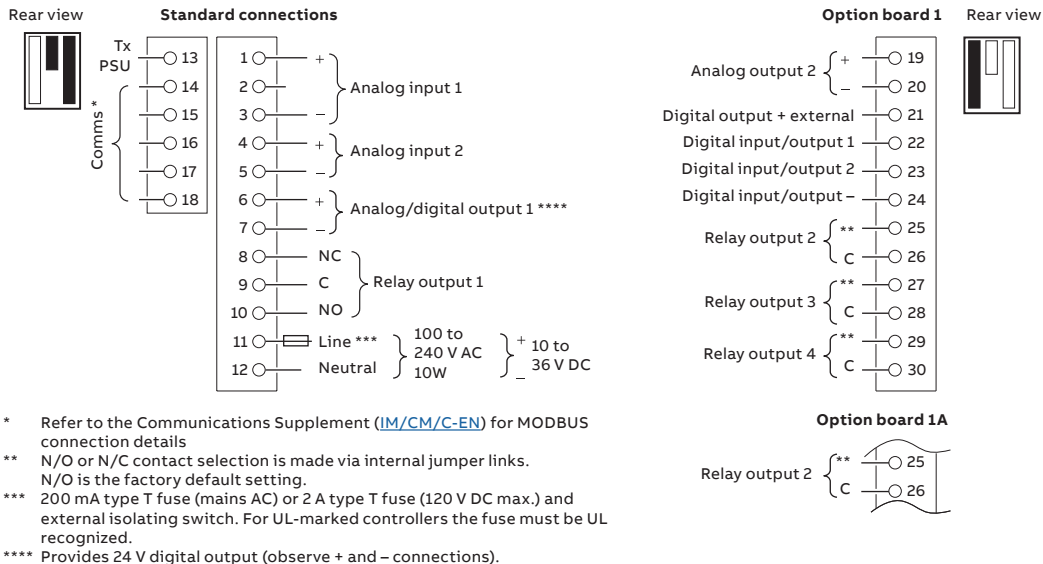 Rear view
Standard connections
Option board 1
Rear view
Tx
PSU
13
14
15
16
17
18
Comms *
1
+
2
3
–
Analog input 1
4
+
5
–
Analog input 2
6
+
7
–
Analog/digital output 1 ****
8
NC
9
C
10
NO
Relay output 1
11
Line ***
12
Neutral
100 to
240 V AC
10W
+
–
10 to
36 V DC
Analog output 2
+
19
–
20
Digital output + external
21
Digital input/output 1
22
Digital input/output 2
23
Digital input/output –
24
Relay output 2
**
25
C
26
Relay output 3
**
27
C
28
Relay output 4
**
29
C
30
Option board 1A
Relay output 2
**
25
C
26
* Refer to the Communications Supplement (IM/CM/C-EN) for MODBUS
connection details
** N/O or N/C contact selection is made via internal jumper links.
N/O is the factory default setting.
*** 200 mA type T fuse (mains AC) or 2 A type T fuse (120 V DC max.) and
external isolating switch. For UL-marked controllers the fuse must be UL
recognized.
**** Provides 24 V digital output (observe + and – connections).